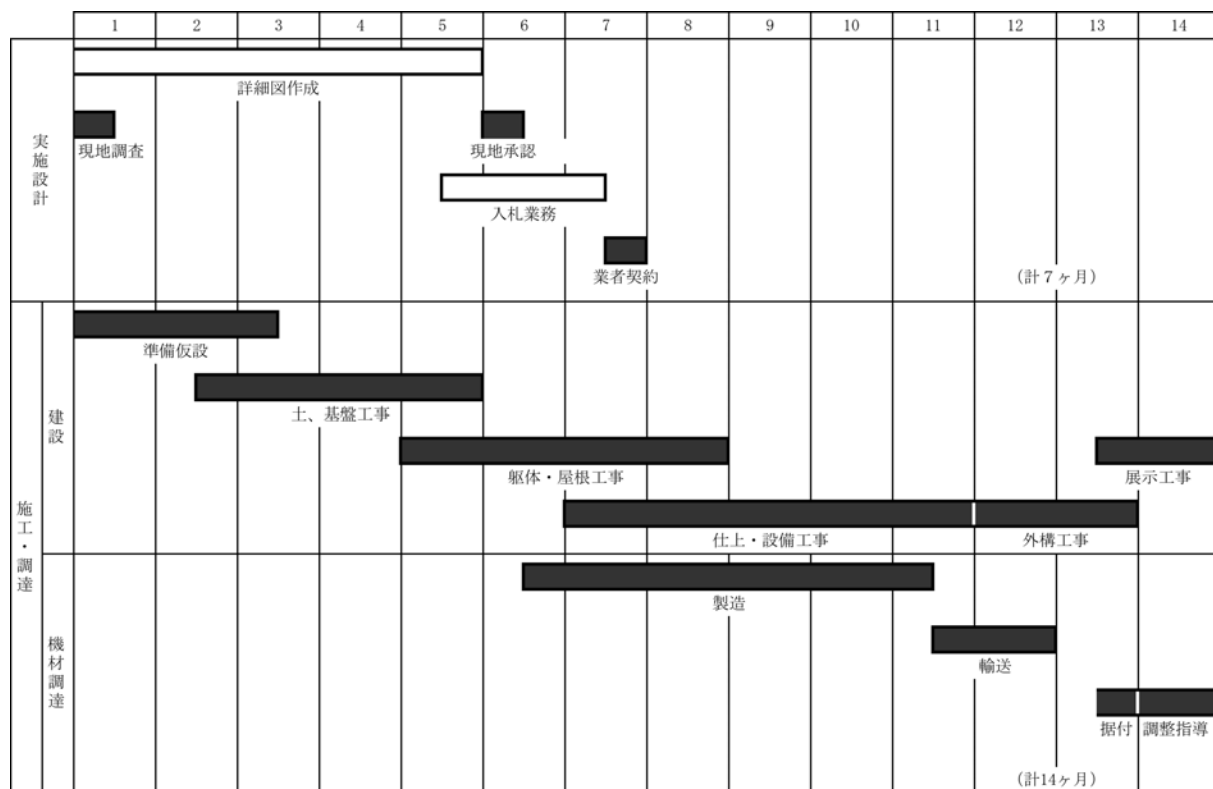 1 2 3 4 5 6 7 8 9 10 11 12 13 14
実施設計
詳細図作成
現地調査
現地承認
入札業務
業者契約
(計7ヶ月)
施工・調達
建設
準備仮設
土、基盤工事
躯体・屋根工事
展示工事
仕上・設備工事
外構工事
機材調達
製造
輸送
据付
調整指導
(計14ヶ月)